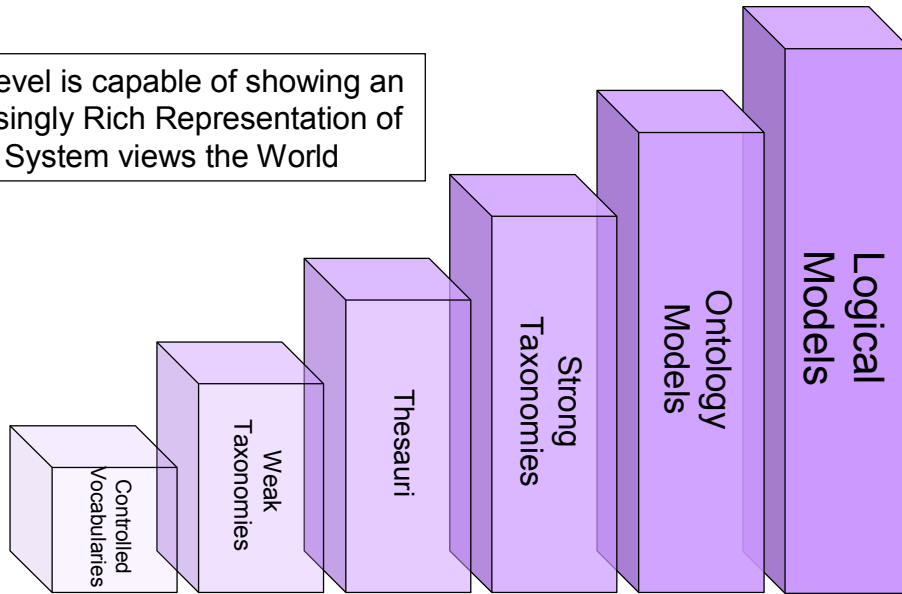 evel is capable of showing an
singly Rich Representation of
System views the World
Controlled
Vocabularies
Weak
Taxonomies
Thesauri
Strong
Taxonomies
Ontology
Models
Logical
Models